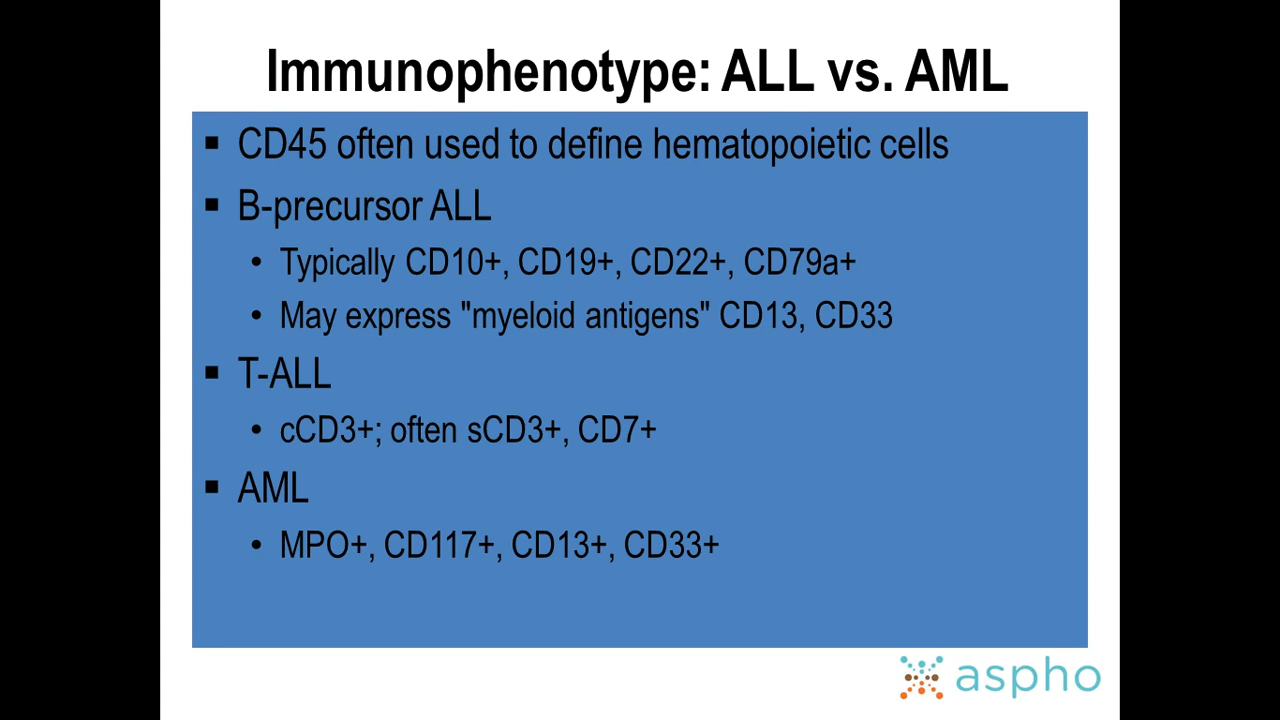 Immunophenotype: ALL vs. AML
▪ CD45 often used to define hematopoietic cells
▪ B-precursor ALL
• Typically CD10+, CD19+, CD22+, CD79a+
• May express "myeloid antigens" CD13, CD33
▪ T-ALL
• cCD3+; often sCD3+, CD7+
▪ AML
• MPO+, CD117+, CD13+, CD33+
aspho